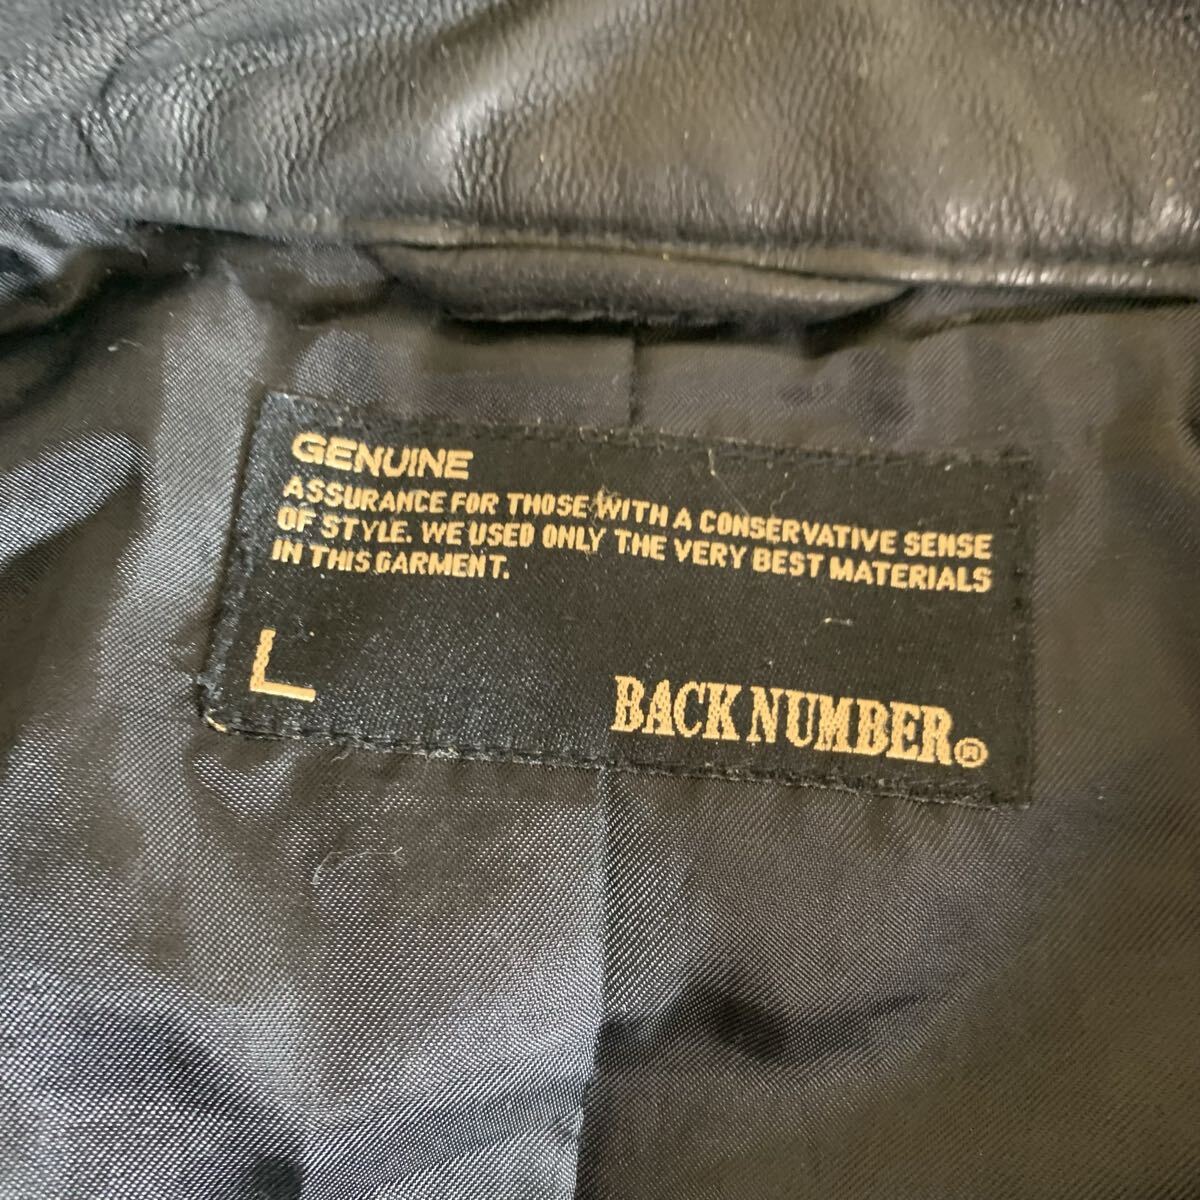 GENUINE
ASSURANCE FOR THOSE WITH A CONSERVATIVE SENSE
OF STYLE. WE USED ONLY THE VERY BEST MATERIALS
IN THIS GARMENT.
L
BACK NUMBER®